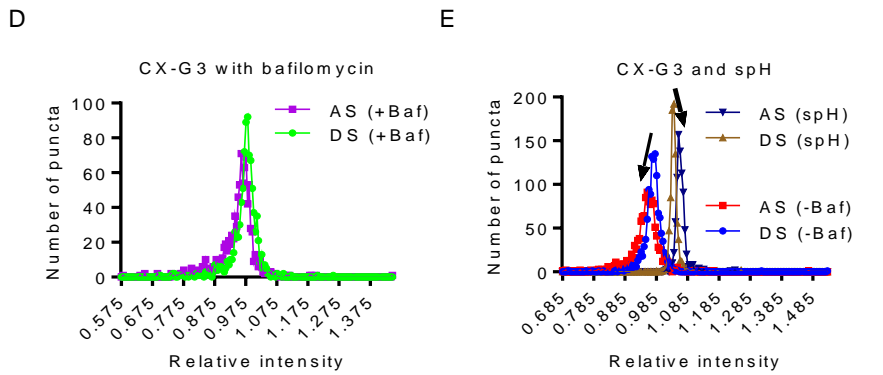 D
CX-G3 with bafilomycin
Number of puncta
100
80
60
40
20
0
AS (+Baf)
DS (+Baf)
0.575 0.675 0.775 0.875 0.975 1.075 1.175 1.275 1.375
Relative intensity
E
CX-G3 and spH
Number of puncta
200
150
100
50
0
AS (spH)
DS (spH)
AS (-Baf)
DS (-Baf)
0.685 0.785 0.885 0.985 1.085 1.185 1.285 1.385 1.485
Relative intensity